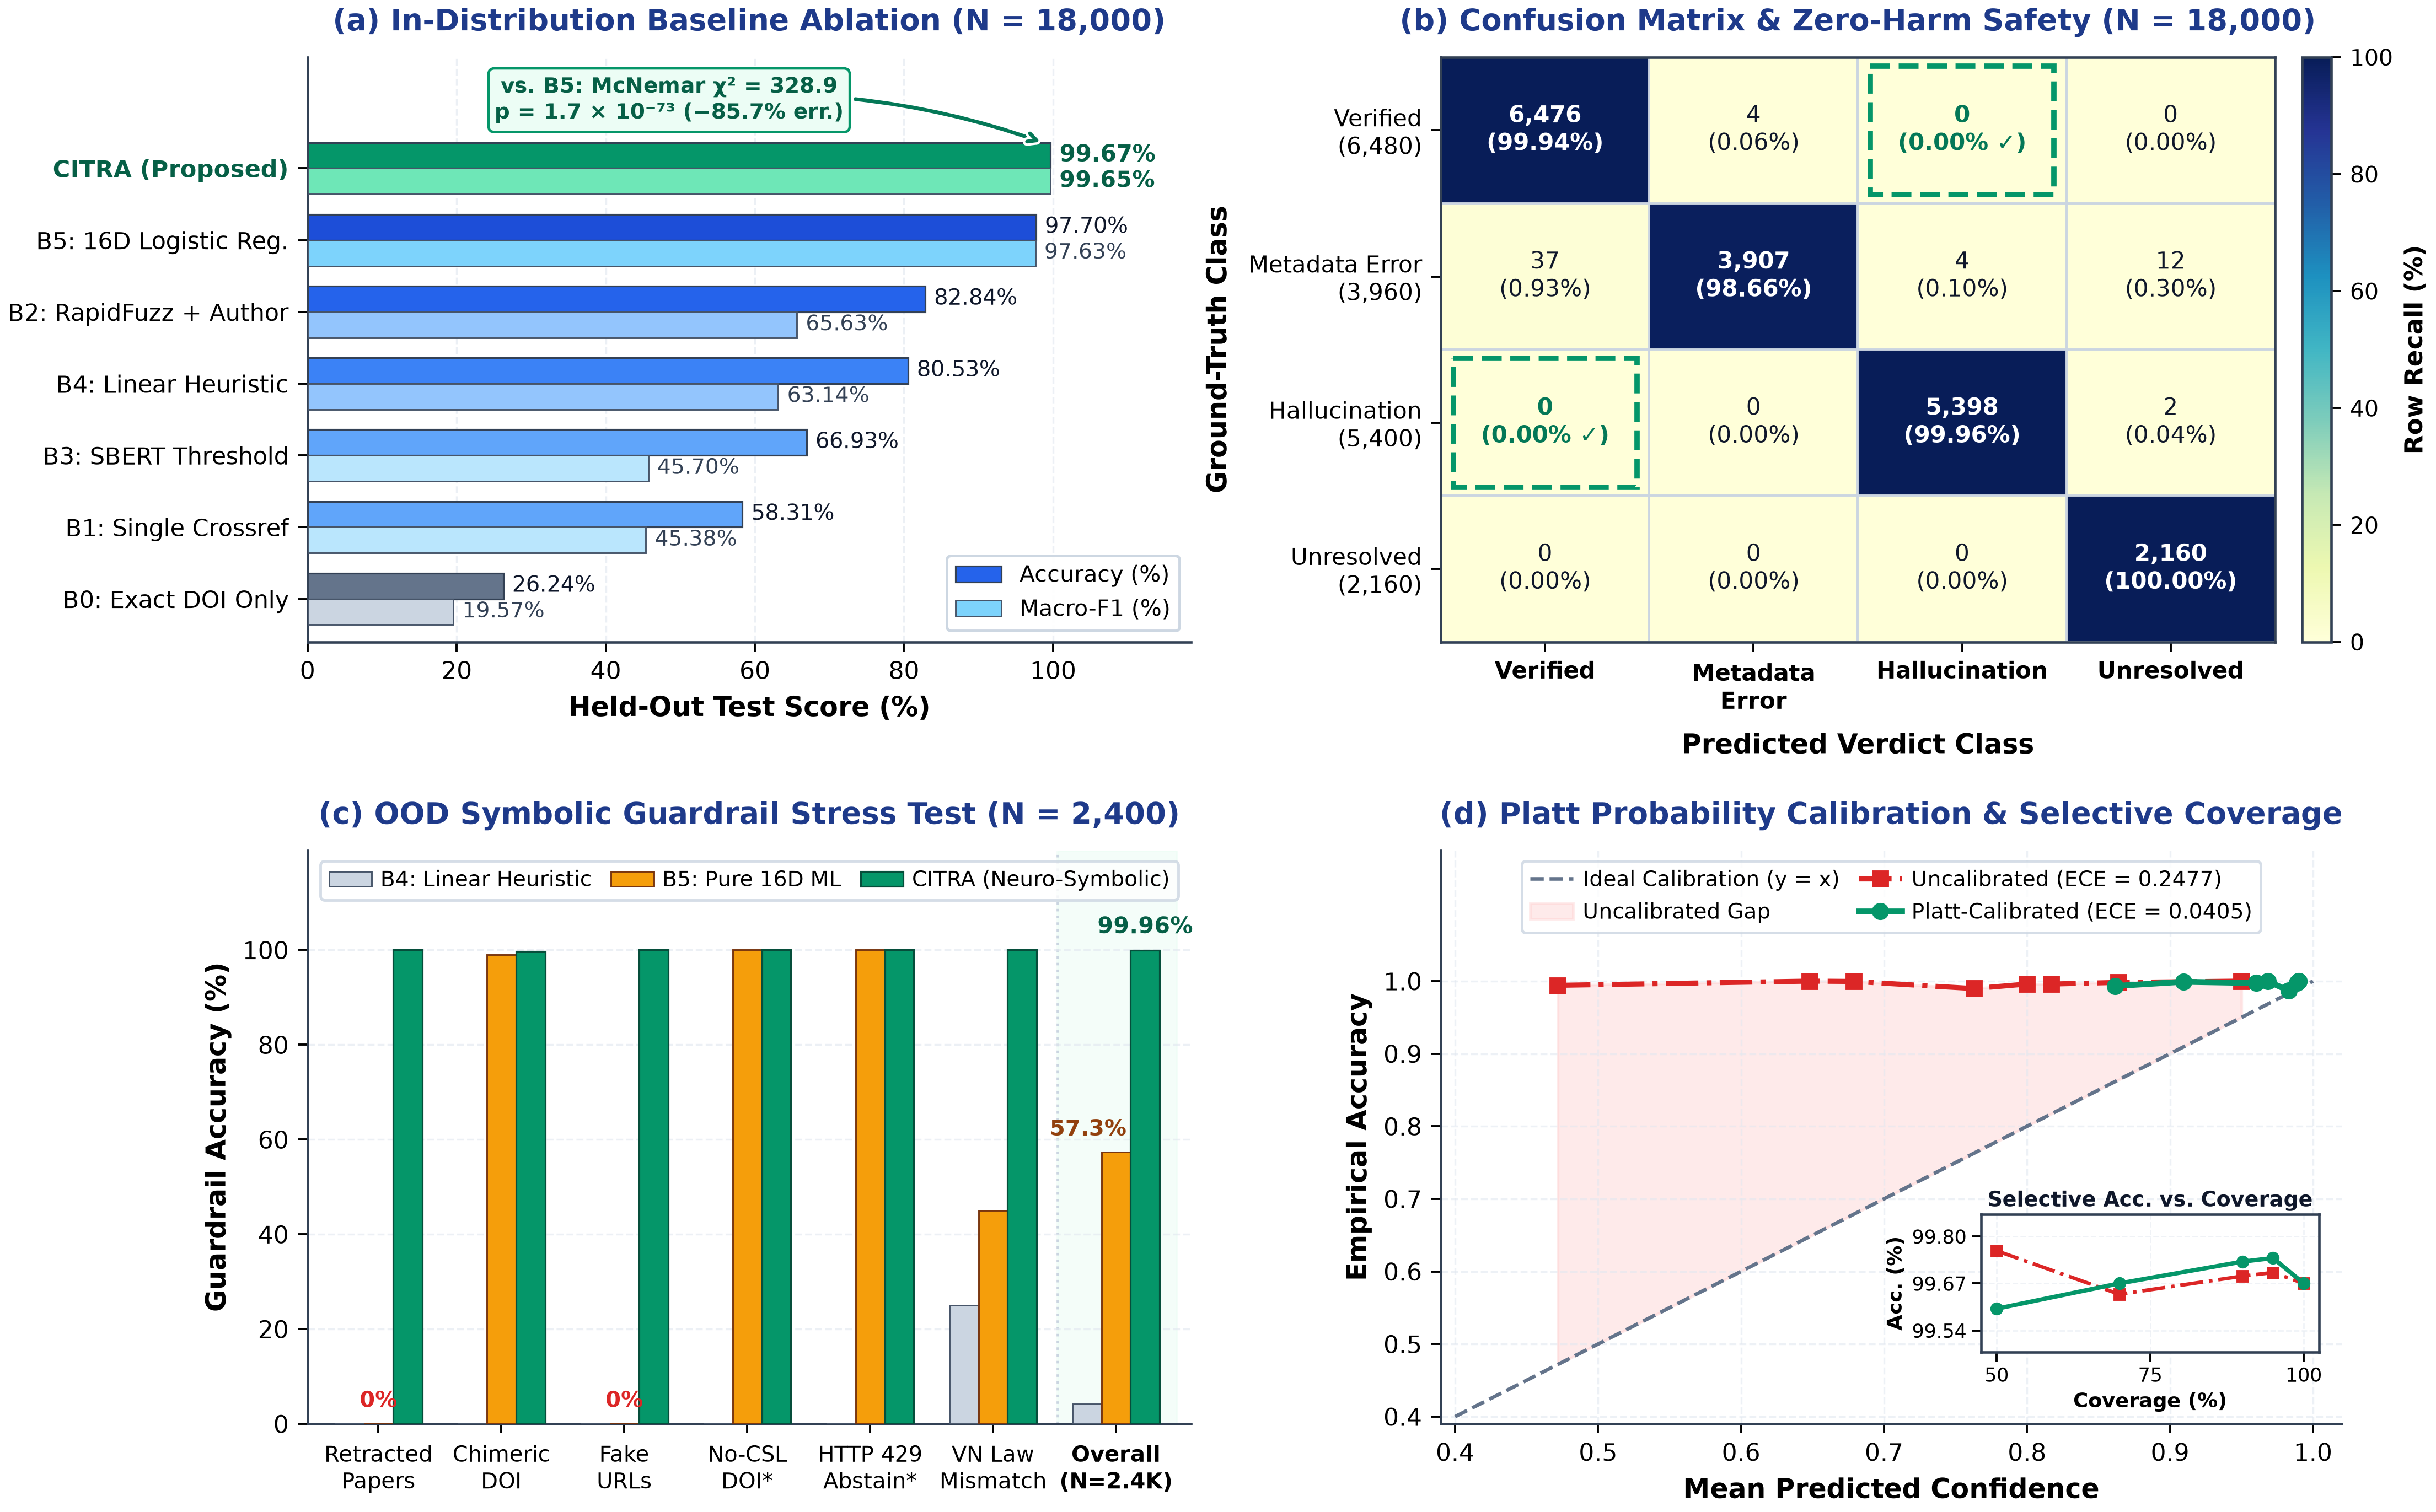 (a) In-Distribution Baseline Ablation (N = 18,000)
vs. B5: McNemar χ² = 328.9
p = 1.7 × 10⁻⁷³ (−85.7% err.)
CITRA (Proposed)
99.67%
99.65%
B5: 16D Logistic Reg.
97.70%
97.63%
B2: RapidFuzz + Author
82.84%
65.63%
B4: Linear Heuristic
80.53%
63.14%
B3: SBERT Threshold
66.93%
45.70%
B1: Single Crossref
58.31%
45.38%
B0: Exact DOI Only
26.24%
19.57%
Accuracy (%)
Macro-F1 (%)
0 20 40 60 80 100
Held-Out Test Score (%)
(b) Confusion Matrix & Zero-Harm Safety (N = 18,000)
Ground-Truth Class
Verified
(6,480)
6,476
(99.94%)
4
(0.06%)
0
(0.00% ✓)
0
(0.00%)
Metadata Error
(3,960)
37
(0.93%)
3,907
(98.66%)
4
(0.10%)
12
(0.30%)
Hallucination
(5,400)
0
(0.00% ✓)
0
(0.00%)
5,398
(99.96%)
2
(0.04%)
Unresolved
(2,160)
0
(0.00%)
0
(0.00%)
0
(0.00%)
2,160
(100.00%)
Verified
Metadata
Error
Hallucination
Unresolved
Predicted Verdict Class
100
80
60
40
20
0
Row Recall (%)
(c) OOD Symbolic Guardrail Stress Test (N = 2,400)
B4: Linear Heuristic
B5: Pure 16D ML
CITRA (Neuro-Symbolic)
Guardrail Accuracy (%)
100
80
60
40
20
0
0%
0%
57.3%
99.96%
Retracted
Papers
Chimeric
DOI
Fake
URLs
No-CSL
DOI*
HTTP 429
Abstain*
VN Law
Mismatch
Overall
(N=2.4K)
(d) Platt Probability Calibration & Selective Coverage
Ideal Calibration (y = x)
Uncalibrated Gap
Uncalibrated (ECE = 0.2477)
Platt-Calibrated (ECE = 0.0405)
Empirical Accuracy
1.0
0.9
0.8
0.7
0.6
0.5
0.4
0.4 0.5 0.6 0.7 0.8 0.9 1.0
Mean Predicted Confidence
Selective Acc. vs. Coverage
Acc. (%)
99.80
99.67
99.54
50 75 100
Coverage (%)